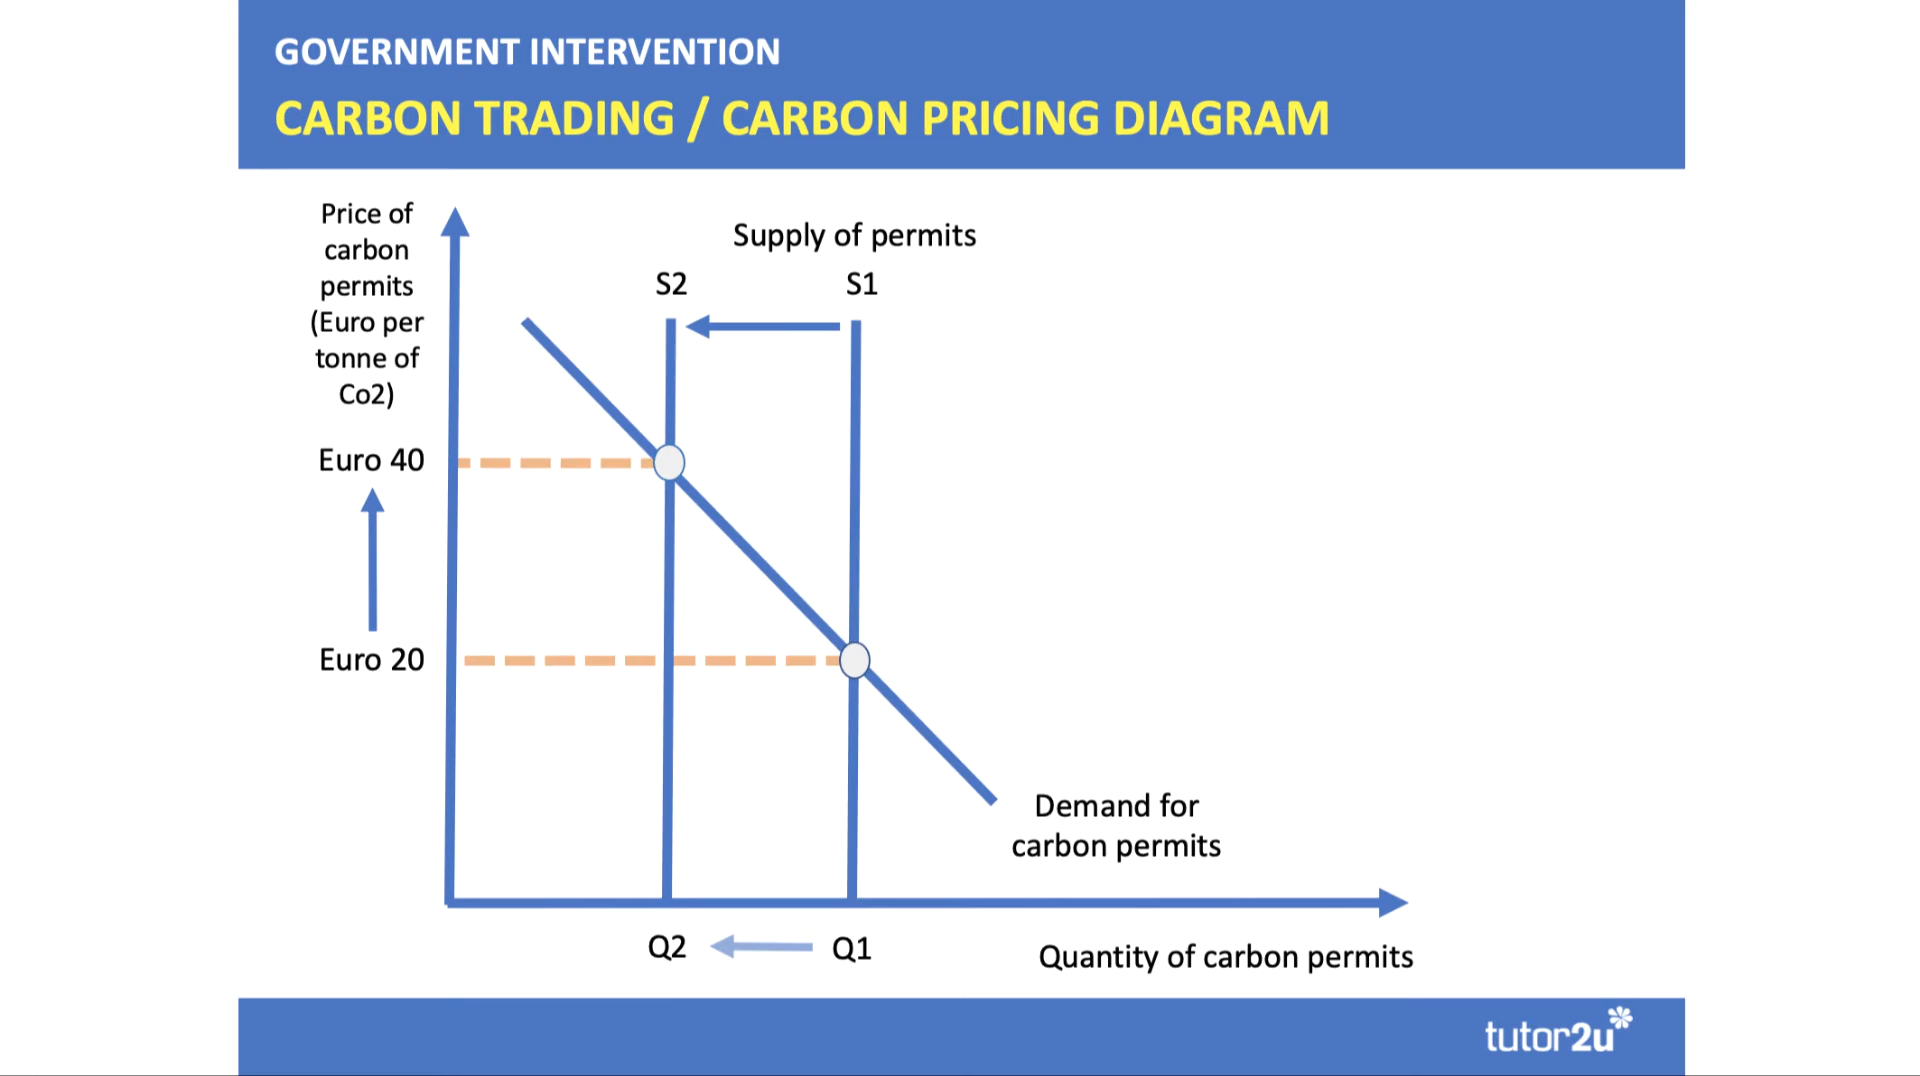 GOVERNMENT INTERVENTION
CARBON TRADING / CARBON PRICING DIAGRAM
Price of
carbon
permits
(Euro per
tonne of
Co2)
Supply of permits
S2
S1
Euro 40
Euro 20
Demand for
carbon permits
Q2
Q1
Quantity of carbon permits
tutor2u